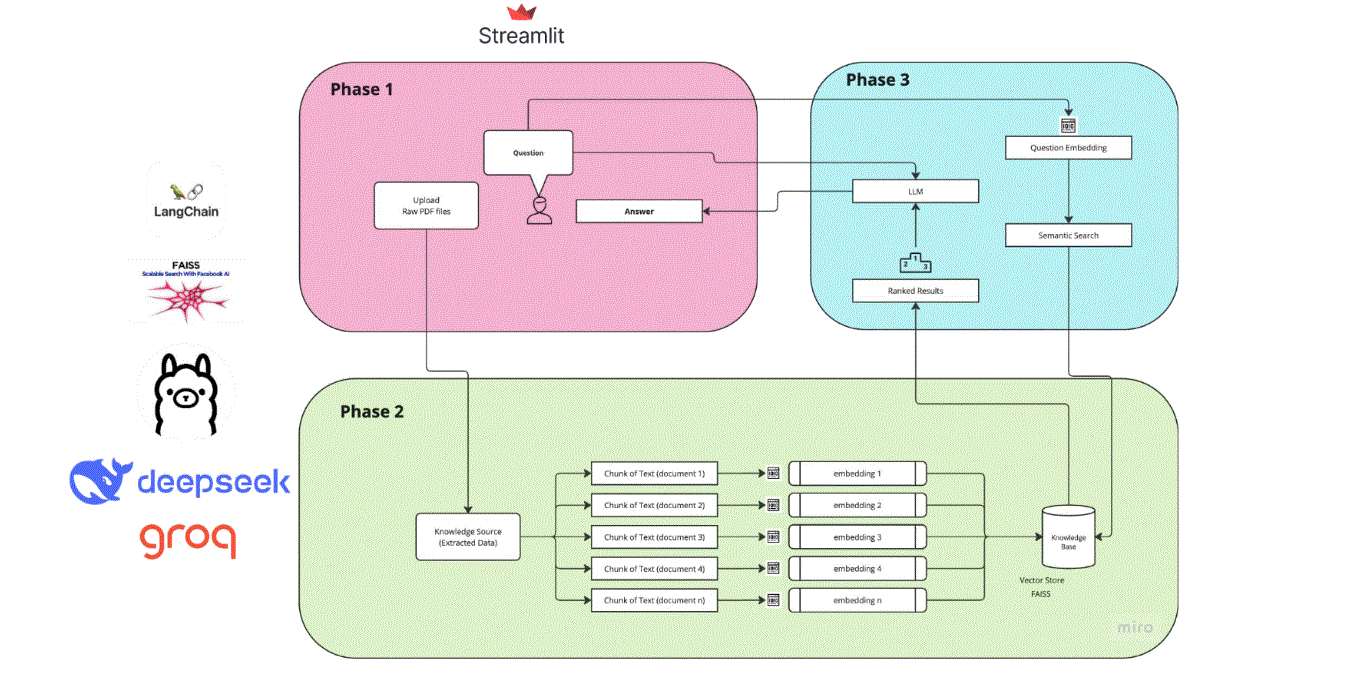 Streamlit
Phase 1
Question
Upload
Raw PDF files
Answer
Phase 3
Question Embedding
LLM
Semantic Search
2 1 3
Ranked Results
LangChain
FAISS
Scalable Search With Facebook AI
deepseek
groq
Phase 2
Knowledge Source
(Extracted Data)
Chunk of Text (document 1)
embedding 1
Chunk of Text (document 2)
embedding 2
Chunk of Text (document 3)
embedding 3
Chunk of Text (document 4)
embedding 4
Chunk of Text (document n)
embedding n
Knowledge
Base
Vector Store
FAISS
miro